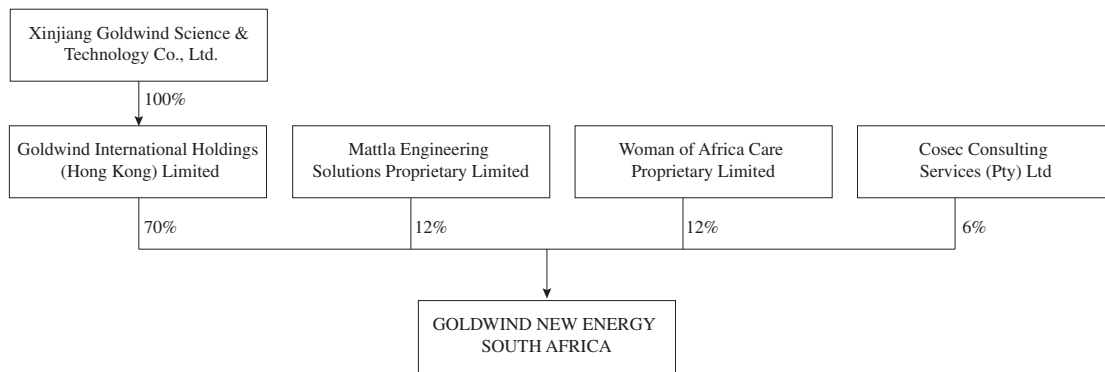 Xinjiang Goldwind Science &
Technology Co., Ltd.
100%
Goldwind International Holdings
(Hong Kong) Limited
Mattla Engineering
Solutions Proprietary Limited
Woman of Africa Care
Proprietary Limited
Cosec Consulting
Services (Pty) Ltd
70%
12%
12%
6%
GOLDWIND NEW ENERGY
SOUTH AFRICA